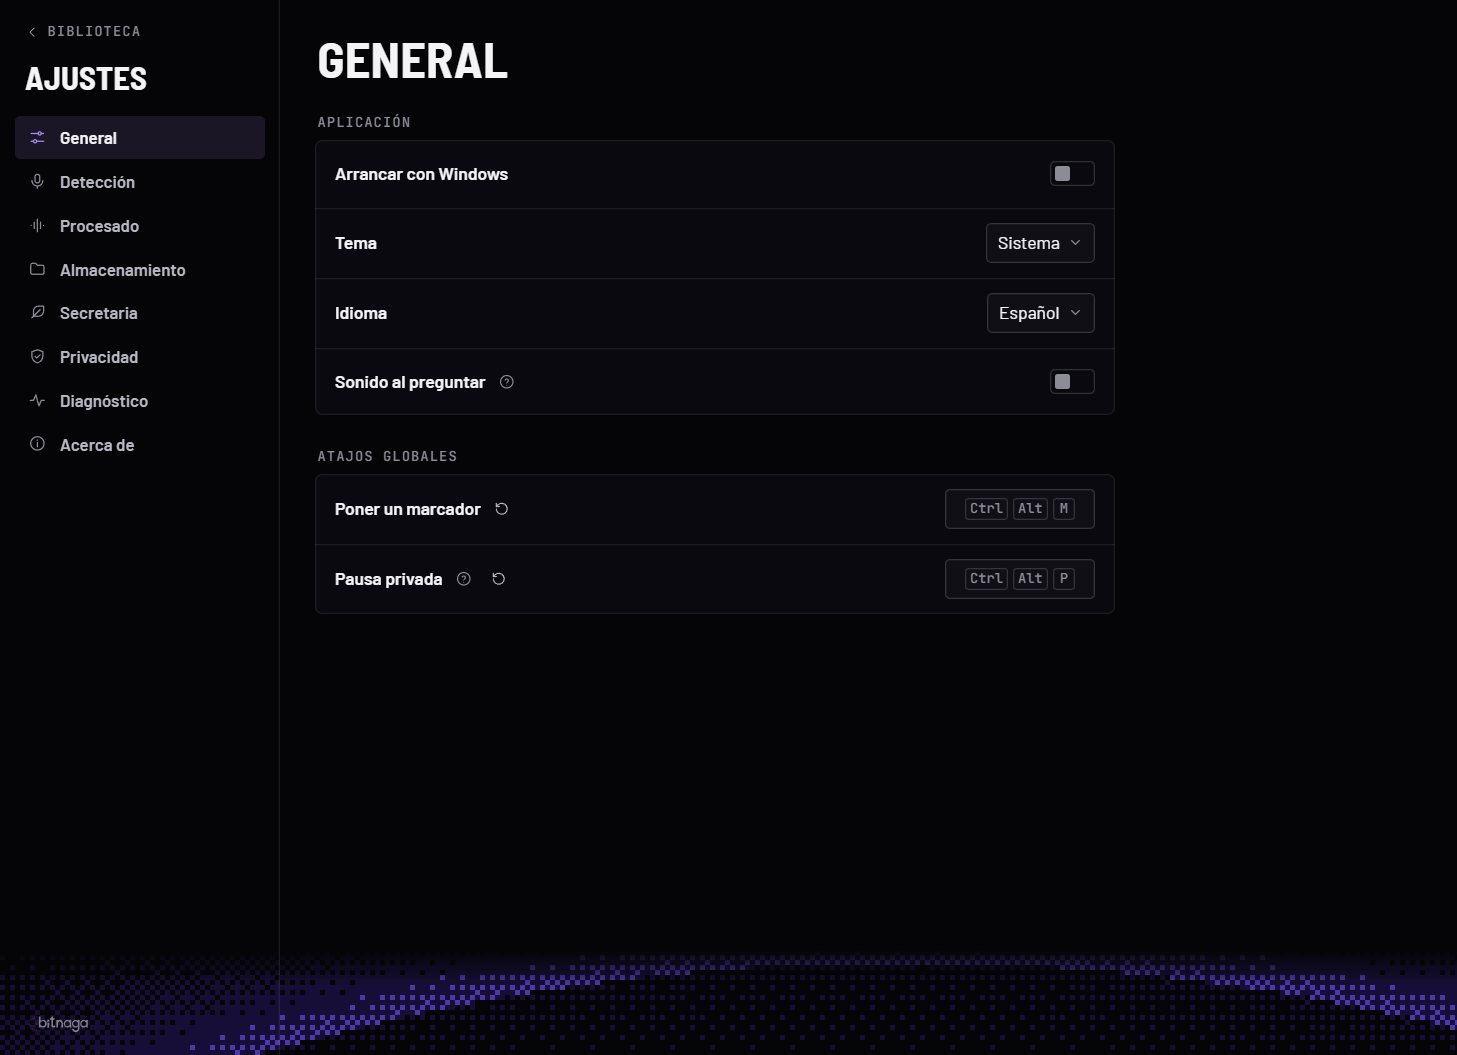 BIBLIOTECA
AJUSTES
General
Detección
Procesado
Almacenamiento
Secretaria
Privacidad
Diagnóstico
Acerca de
bitnaga
GENERAL
APLICACIÓN
Arrancar con Windows
Tema
Sistema
Idioma
Español
Sonido al preguntar
ATAJOS GLOBALES
Poner un marcador
Ctrl Alt M
Pausa privada
Ctrl Alt P